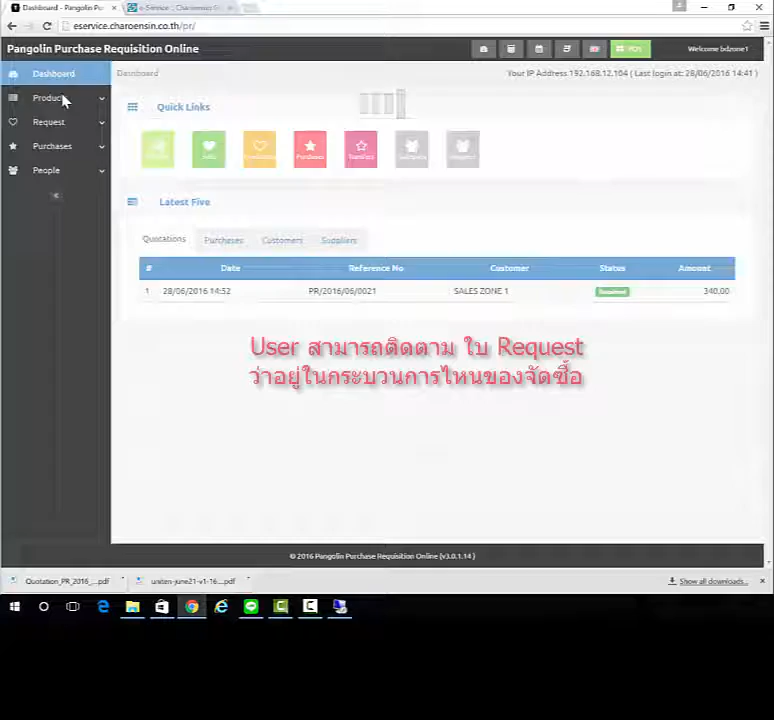 Dashboard - Pangolin Pu
e-Service :: Charoensin G
eservice.charoensin.co.th/pr/
Pangolin Purchase Requisition Online
POS
Welcome bdzone1
Dashboard
Dashboard
Your IP Address 192.168.12.104 ( Last login at: 28/06/2016 14:41 )
Products
Quick Links
Request
Purchases
Purchases
Transfers
People
Latest Five
Quotations
Purchases
Customers
Suppliers
# Date Reference No Customer Status Amount
1 28/06/2016 14:52 PR/2016/06/0021 SALES ZONE 1 340.00
User สามารถติดตาม ใบ Request
ว่าอยู่ในกระบวนการไหนของจัดซื้อ
© 2016 Pangolin Purchase Requisition Online (v3.0.1.14 )
Quotation_PR_2016_....pdf
uniten-june21-v1-16....pdf
Show all downloads...